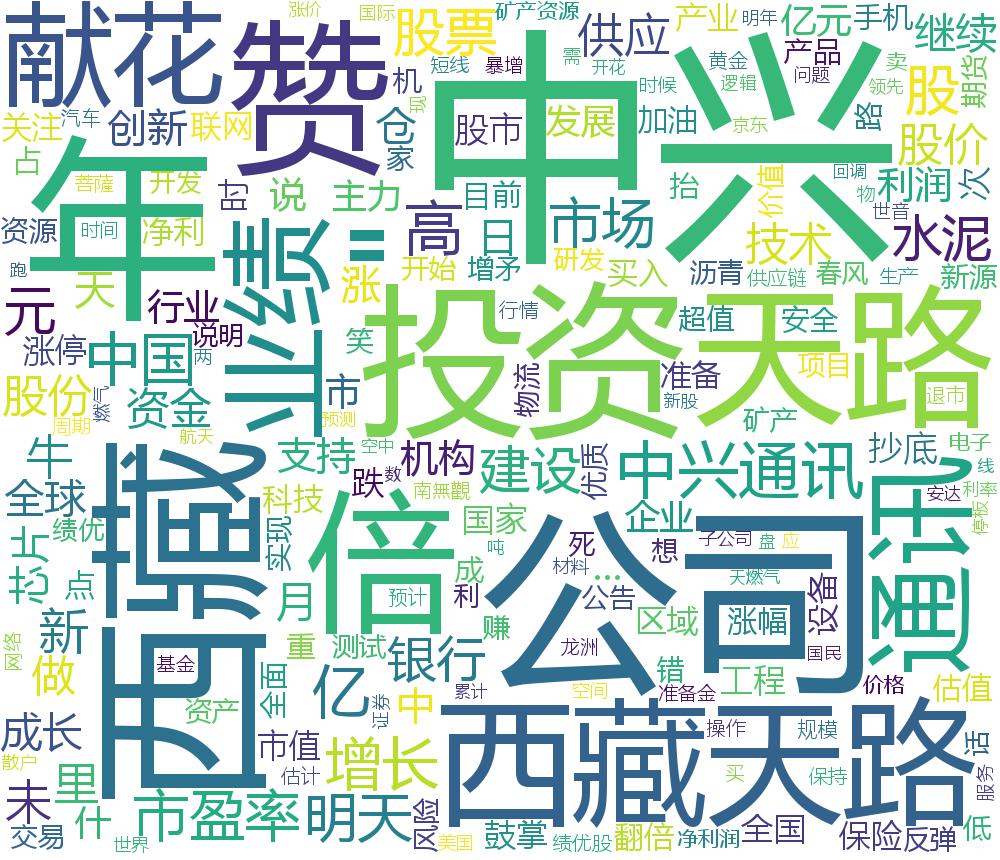 献花
赞
股票
供应
产业
亿元
手机
继续
涨价
国际
矿产资源
明年
短线
暴增
需
开花
机
现
时候
黄金
逻辑
产品
问题
卖
领先
股
期货
关注
汽车
创新
联网
仓
家
股市
发展
加油
京东
路
股价
中兴
年
占
菩薩
开发
时
说
主力
目前
抬
价值
回调
物
利润
次
世音
资源
时间
净利
业绩
高
日
市场
技术
水泥
跑
天
涨
开始
增矛
研发
买入
沥青
供应链
春风
生产
新源
元
行业
说明
涨停
中国
两
笑
行情
投资天路
超值
安全
股份
燃气
资金
市
预测
物流
准备
新股
项目
退市
周期
航天
牛
支持
空中
机构
建设
优质
中兴通讯
矿产
抄底
电子
线
全球
西藏
科技
跌
数
南無觀
倍
国家
企业
通讯
安达
利率
停板
绩优
芯片
点
实现
公司
吨
死
...
想
子公司
盘
应
成
材料
天燃气
新
月
预计
利
公告
区域
涨幅
设备
网络
重
测试
赚
龙洲
国民
做
基金
全面
亿
银行
错
工程
价格
估值
资产
证券
中
累计
空间
准备金
成长
市值
增长
西藏天路
操作
规模
话
散户
估计
买
保持
服务
未
里
什
市盈率
明天
风险
交易
世界
美国
鼓掌
绩优股
翻倍
净利润
全国
保险
反弹
低